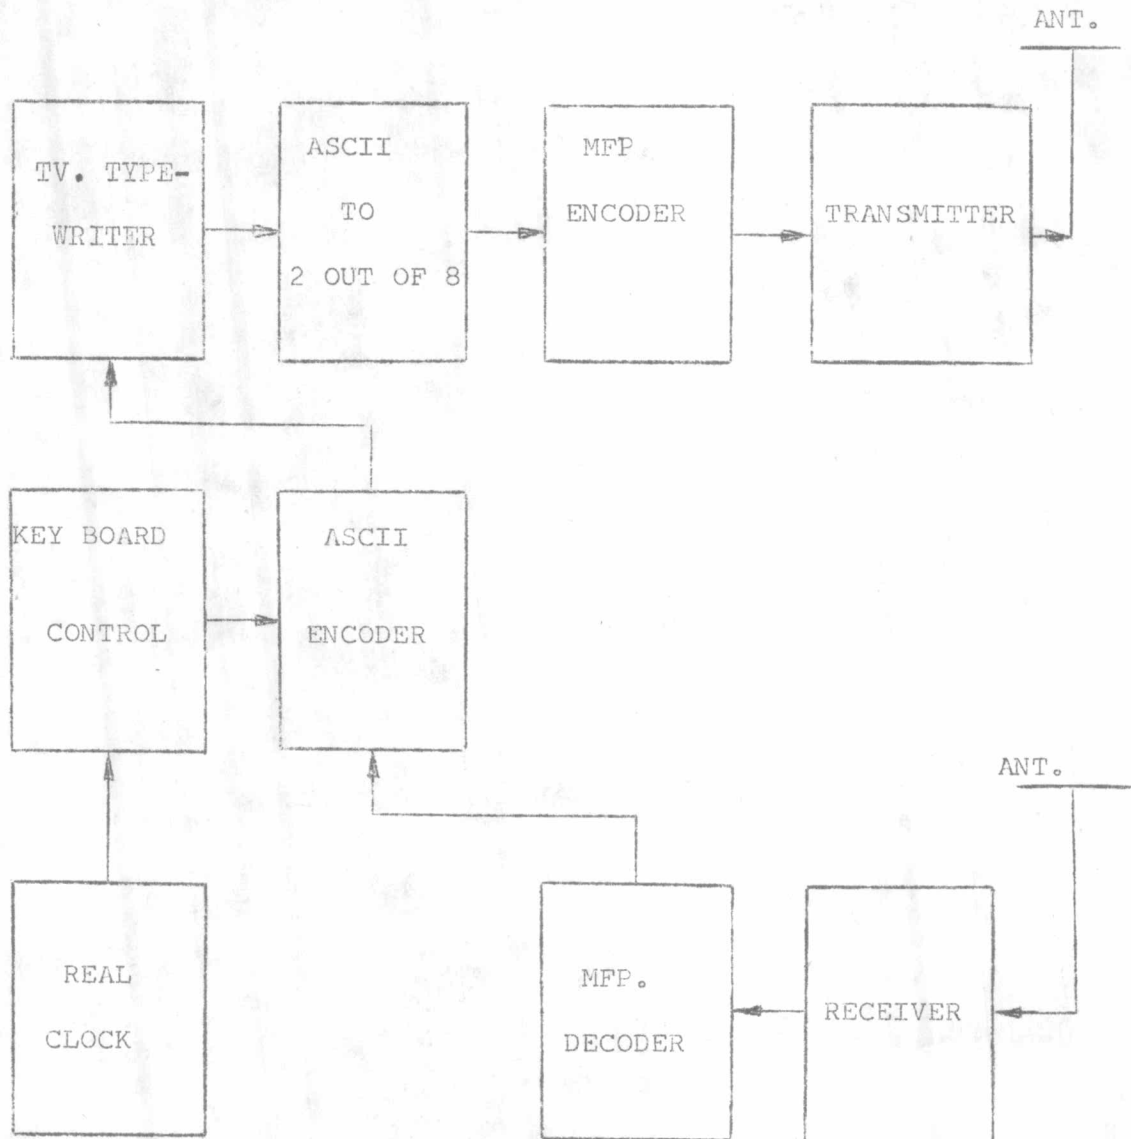 ANT.
TV. TYPE-
WRITER
ASCII
TO
2 OUT OF 8
MFP
ENCODER
TRANSMITTER
KEY BOARD
CONTROL
ASCII
ENCODER
ANT.
REAL
CLOCK
MFP.
DECODER
RECEIVER